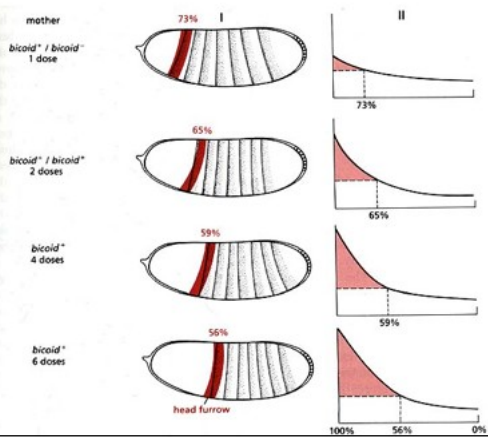 mother
I
II
73%
bicoid⁺ / bicoid⁻
1 dose
73%
65%
bicoid⁺ / bicoid⁺
2 doses
65%
59%
bicoid⁺
4 doses
59%
56%
bicoid⁺
6 doses
head furrow
100% 56% 0%